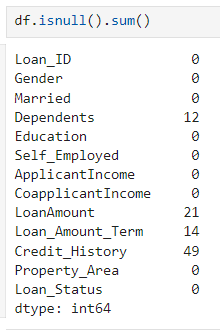 df.isnull().sum()
Loan_ID 0
Gender 0
Married 0
Dependents 12
Education 0
Self_Employed 0
ApplicantIncome 0
CoapplicantIncome 0
LoanAmount 21
Loan_Amount_Term 14
Credit_History 49
Property_Area 0
Loan_Status 0
dtype: int64